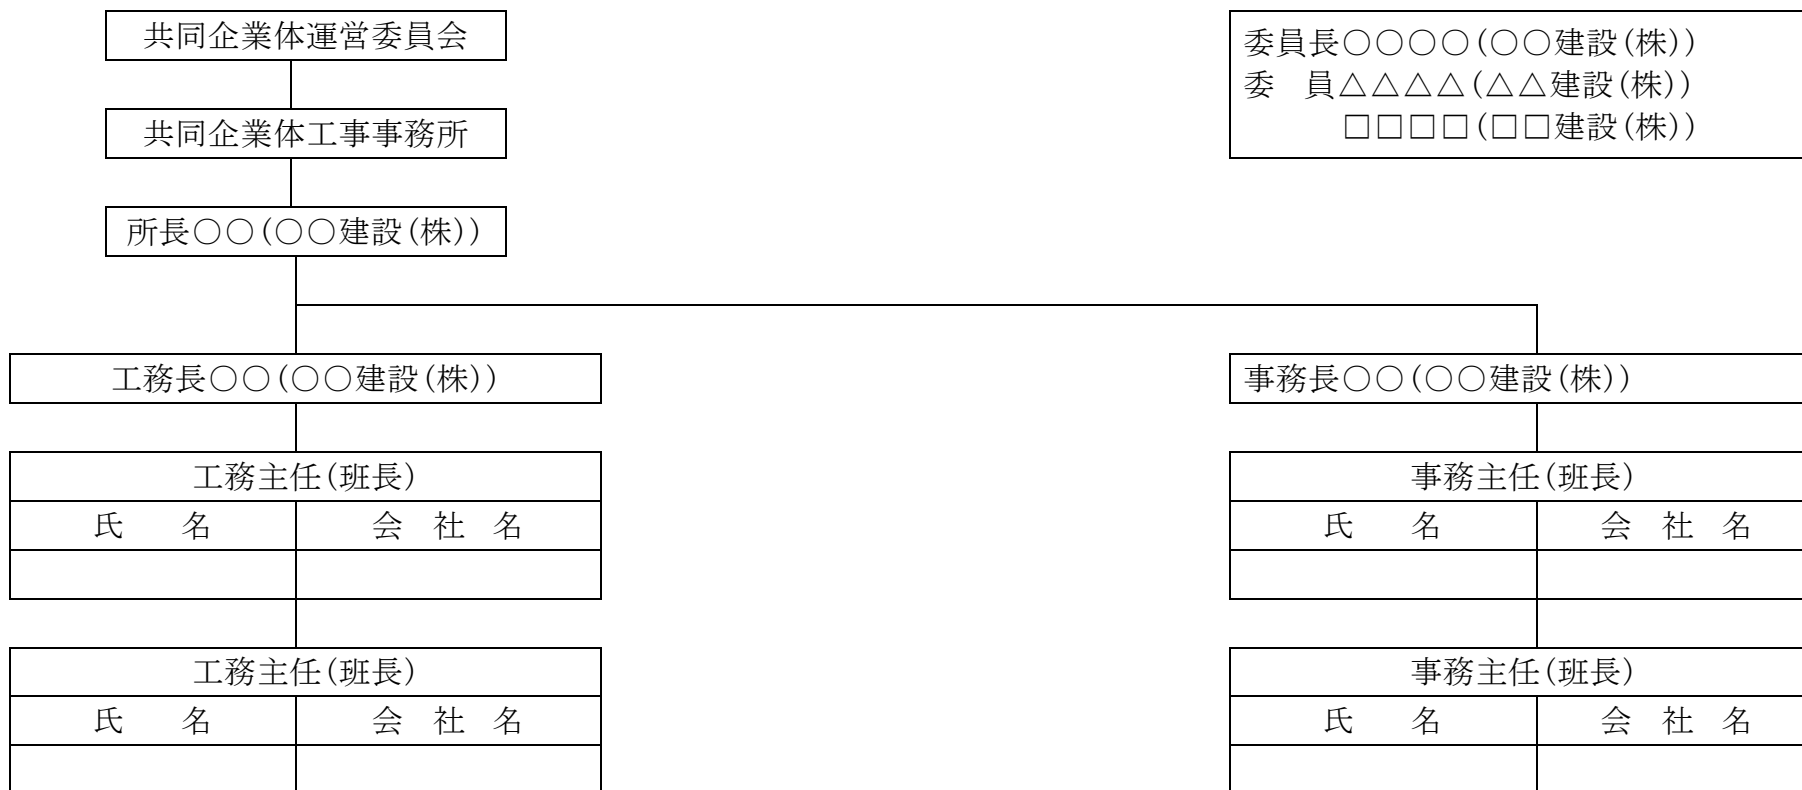 共同企業体運営委員会
委員長○○○○(○○建設(株))
委　員△△△△(△△建設(株))
□□□□(□□建設(株))
共同企業体工事事務所
所長○○(○○建設(株))
工務長○○(○○建設(株))
事務長○○(○○建設(株))
工務主任(班長)
事務主任(班長)
氏　名　会 社 名
氏　名　会 社 名
工務主任(班長)
事務主任(班長)
氏　名　会 社 名
氏　名　会 社 名